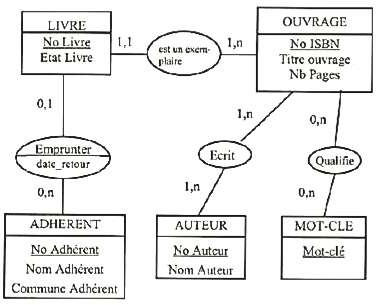 LIVRE
No Livre
Etat Livre
1,1
est un exem-
plaire
1,n
OUVRAGE
No ISBN
Titre ouvrage
Nb Pages
0,1
Emprunter
date_retour
0,n
1,n
Ecrit
1,n
0,n
Qualifie
0,n
ADHERENT
No Adhérent
Nom Adhérent
Commune Adhérent
AUTEUR
No Auteur
Nom Auteur
MOT-CLE
Mot-clé